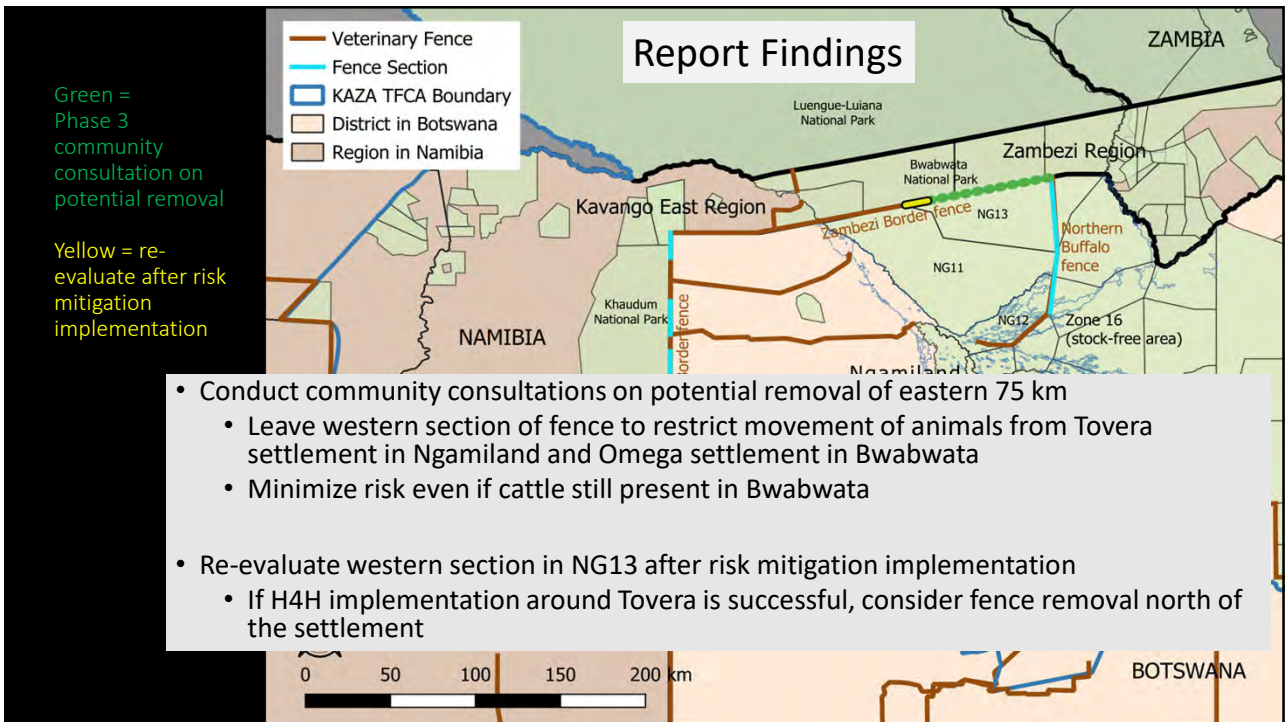 Report Findings
Green =
Phase 3
community
consultation on
potential removal
Yellow = re-
evaluate after risk
mitigation
implementation
Veterinary Fence
Fence Section
KAZA TFCA Boundary
District in Botswana
Region in Namibia
ZAMBIA
Luengue-Luiana
National Park
Bwabwata
National Park
Zambezi Region
Kavango East Region
Zambezi Border fence
NG13
Northern
Buffalo
fence
NG11
Khaudum
National Park
Border fence
NG12
Zone 16
(stock-free area)
NAMIBIA
Ngamiland
• Conduct community consultations on potential removal of eastern 75 km
• Leave western section of fence to restrict movement of animals from Tovera
settlement in Ngamiland and Omega settlement in Bwabwata
• Minimize risk even if cattle still present in Bwabwata
• Re-evaluate western section in NG13 after risk mitigation implementation
• If H4H implementation around Tovera is successful, consider fence removal north of
the settlement
0 50 100 150 200 km
BOTSWANA